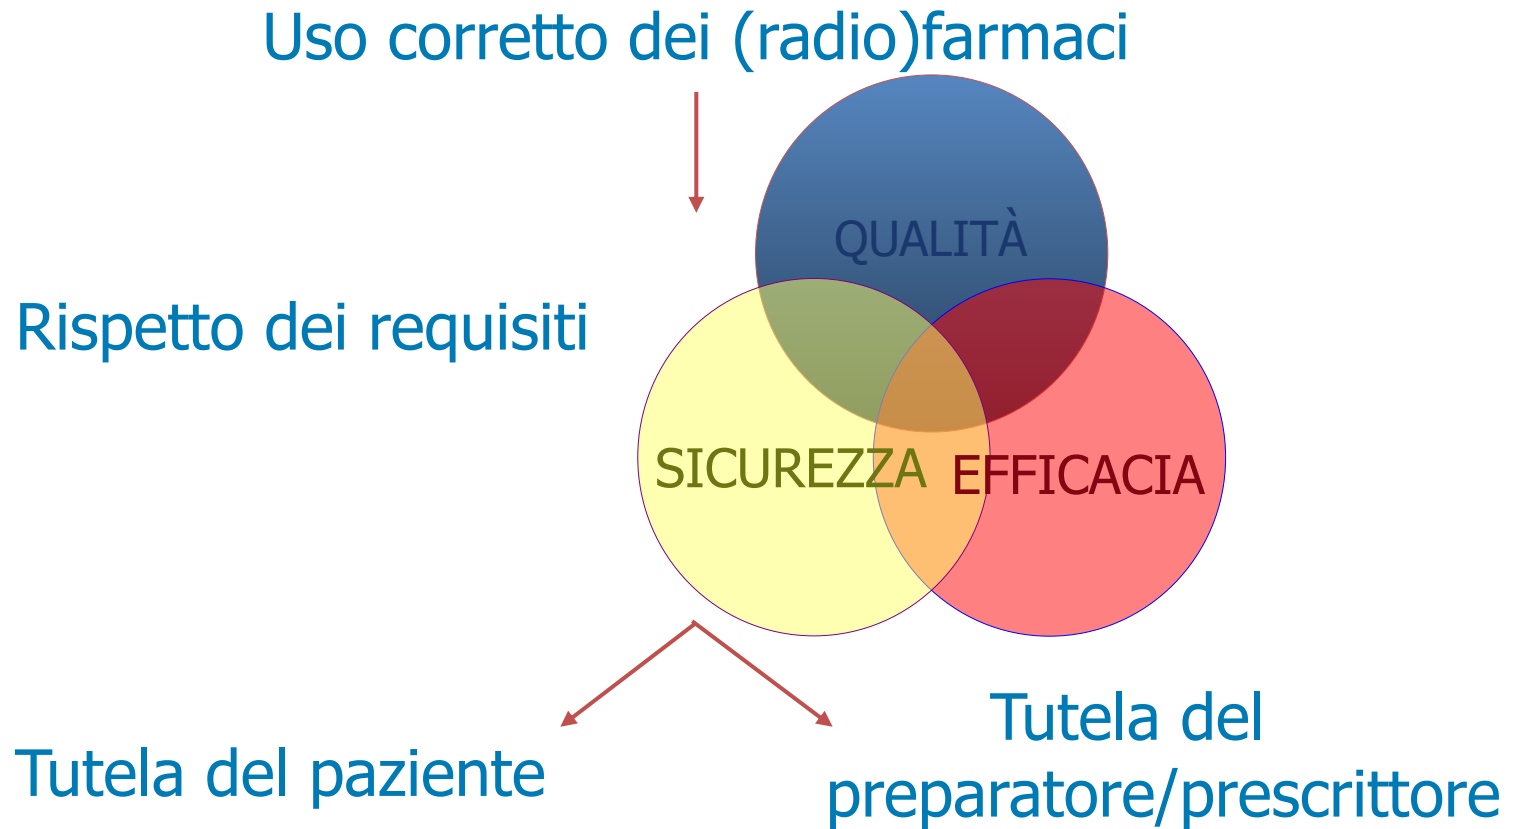 Uso corretto dei (radio)farmaci
QUALITÀ
Rispetto dei requisiti
SICUREZZA
EFFICACIA
Tutela del paziente
Tutela del
preparatore/prescrittore